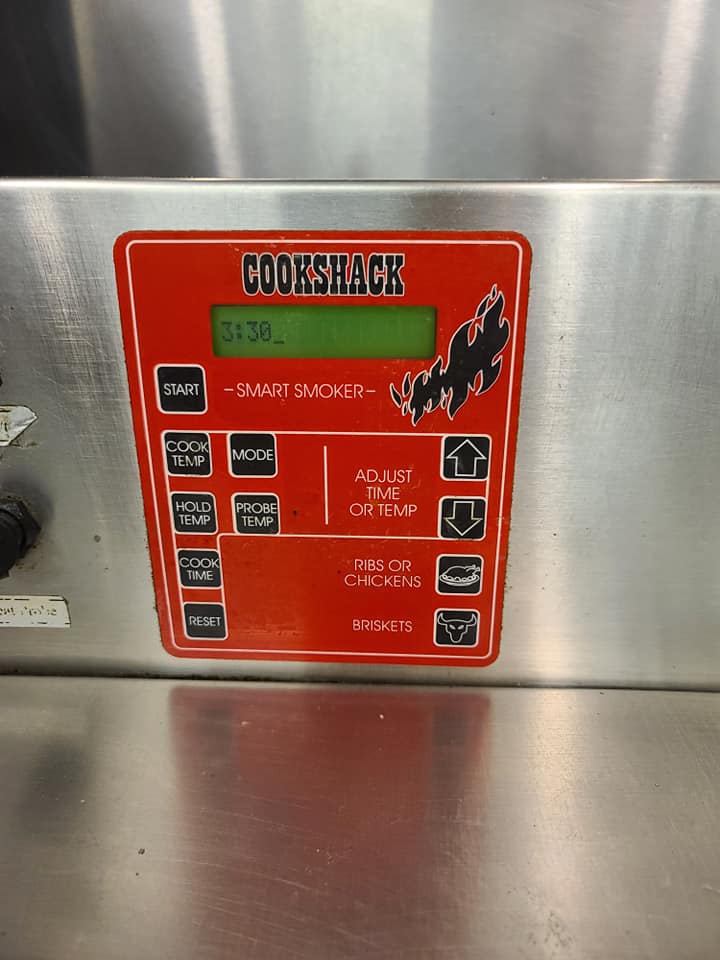 COOKSHACK
3:30_
START
-SMART SMOKER-
COOK
TEMP
MODE
HOLD
TEMP
PROBE
TEMP
ADJUST
TIME
OR TEMP
COOK
TIME
RIBS OR
CHICKENS
RESET
BRISKETS